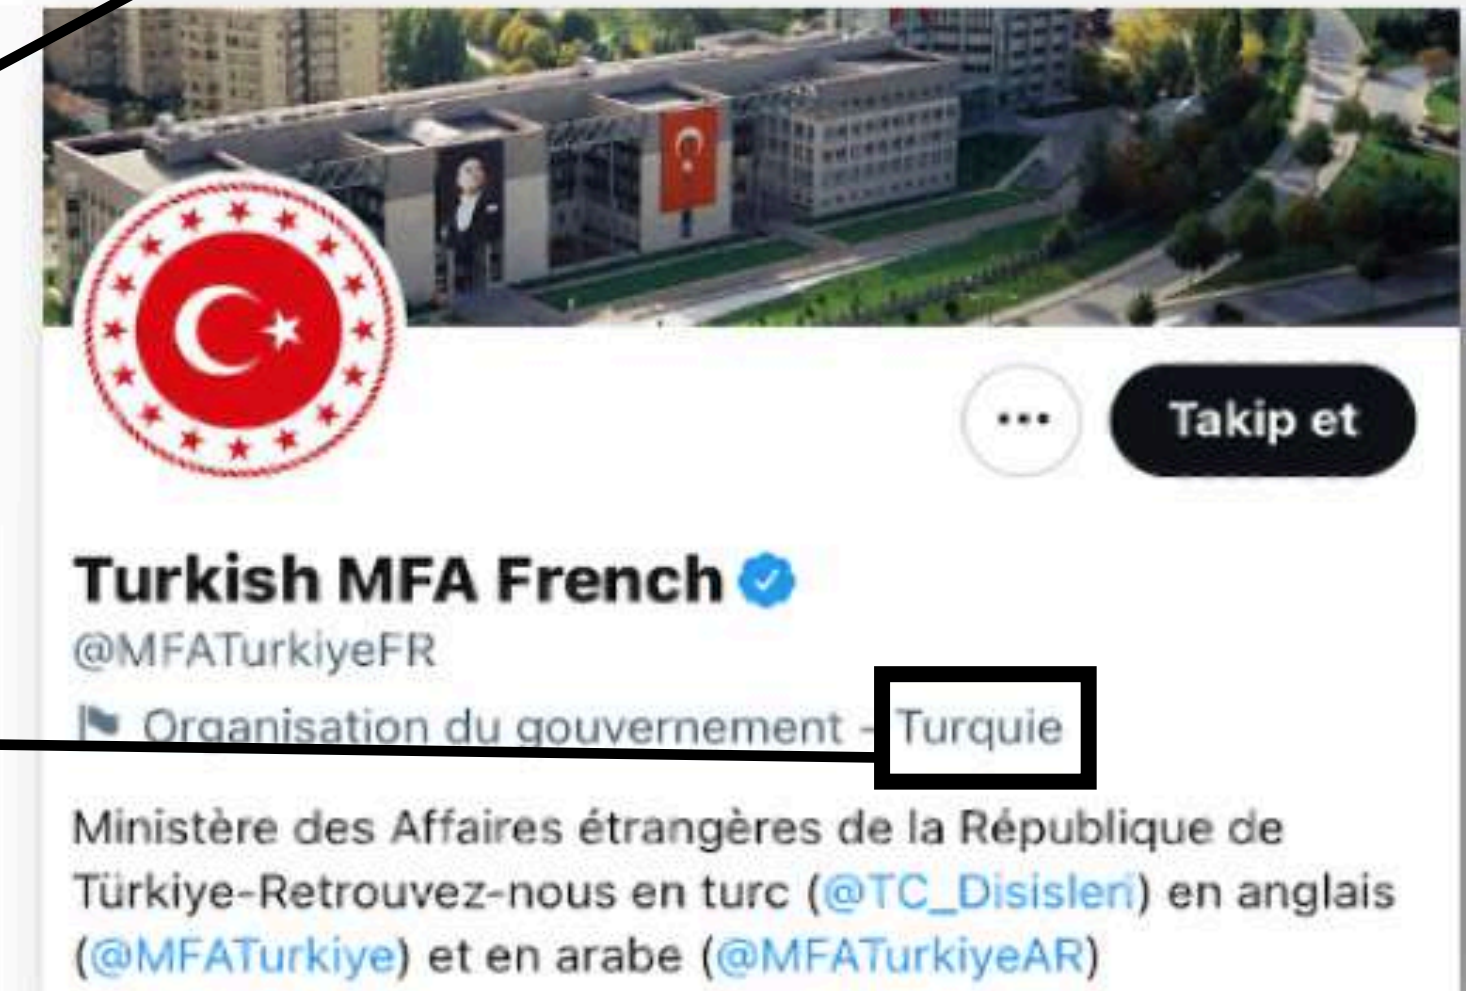 Takip et
Turkish MFA French
@MFATurkiyeFR
Organisation du gouvernement - Turquie
Ministère des Affaires étrangères de la République de
Türkiye-Retrouvez-nous en turc (@TC_Disisleri) en anglais
(@MFATurkiye) et en arabe (@MFATurkiyeAR)